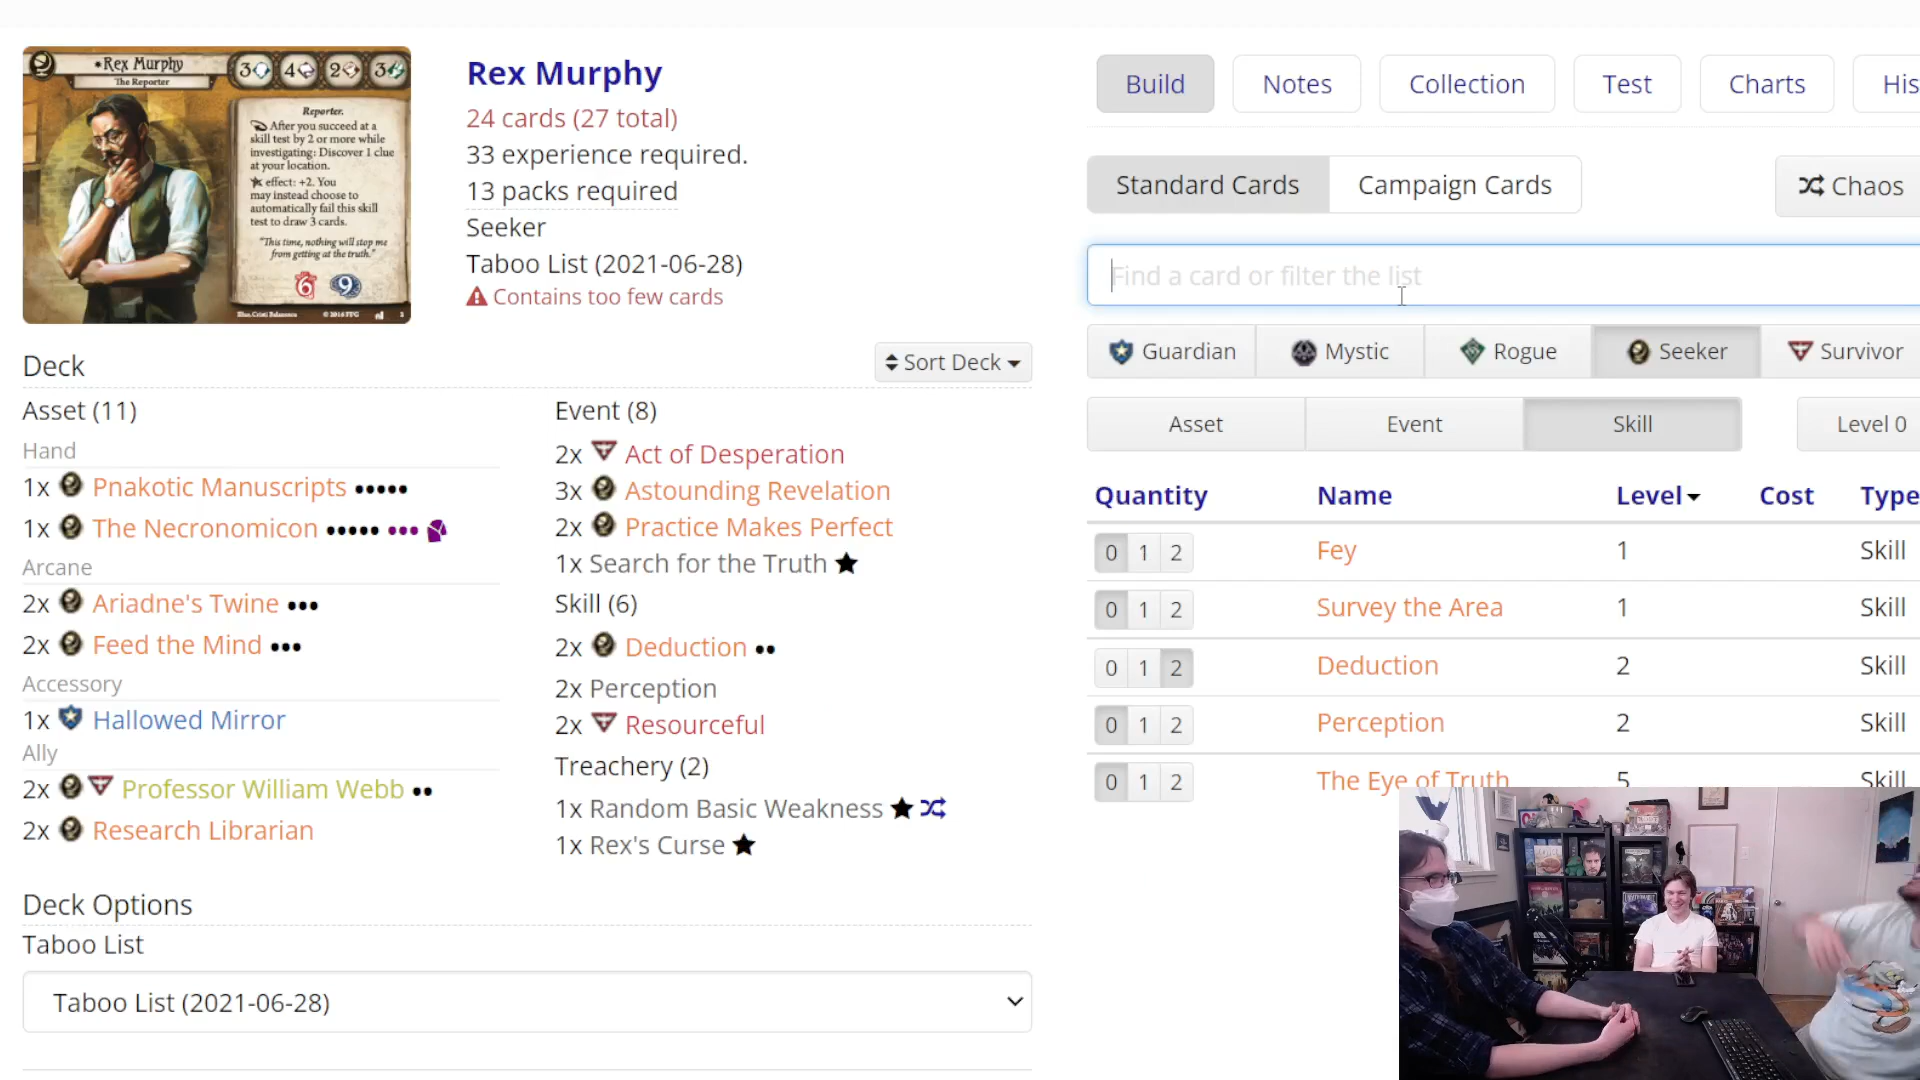 Rex Murphy
The Reporter
3 4 2 3
Reporter.
After you succeed at a
skill test by 2 or more while
investigating: Discover 1 clue
at your location.
effect: +2. You
may instead choose to
automatically fail this skill
test to draw 3 cards.
"This time, nothing will stop me
from getting at the truth."
6 9
Rex Murphy
24 cards (27 total)
33 experience required.
13 packs required
Seeker
Taboo List (2021-06-28)
Contains too few cards
Deck
Sort Deck
Asset (11)
Hand
1x Pnakotic Manuscripts •••••
1x The Necronomicon ••••• •••
Arcane
2x Ariadne's Twine •••
2x Feed the Mind •••
Accessory
1x Hallowed Mirror
Ally
2x Professor William Webb ••
2x Research Librarian
Event (8)
2x Act of Desperation
3x Astounding Revelation
2x Practice Makes Perfect
1x Search for the Truth ★
Skill (6)
2x Deduction ••
2x Perception
2x Resourceful
Treachery (2)
1x Random Basic Weakness ★
1x Rex's Curse ★
Deck Options
Taboo List
Taboo List (2021-06-28)
Build Notes Collection Test Charts His
Standard Cards Campaign Cards Chaos
Find a card or filter the list
Guardian Mystic Rogue Seeker Survivor
Asset Event Skill Level 0
Quantity Name Level Cost Type
0 1 2 Fey 1 Skill
0 1 2 Survey the Area 1 Skill
0 1 2 Deduction 2 Skill
0 1 2 Perception 2 Skill
0 1 2 The Eye of Truth 5 Skill